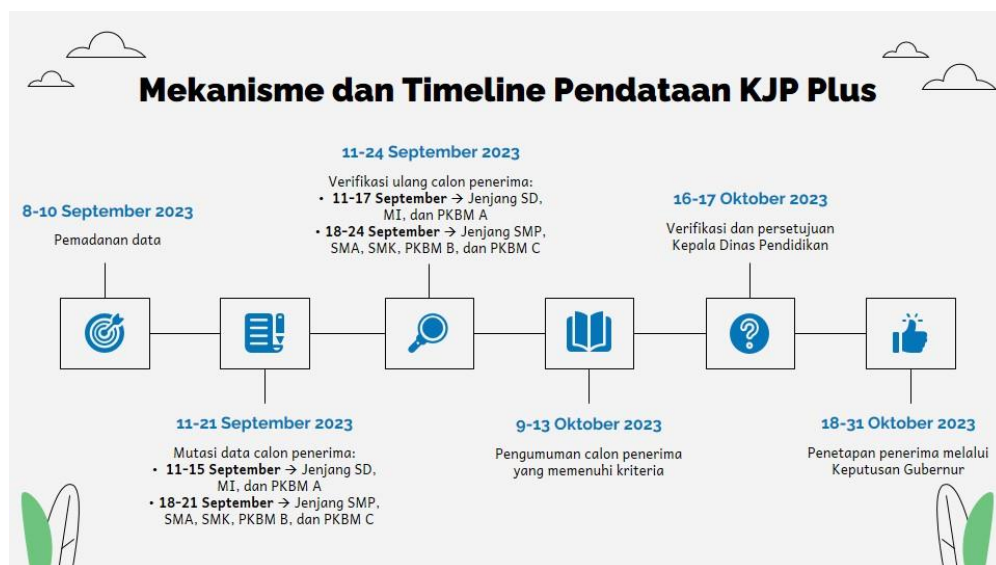 Mekanisme dan Timeline Pendataan KJP Plus
8-10 September 2023
Pemadanan data
11-21 September 2023
Mutasi data calon penerima:
• 11-15 September → Jenjang SD,
MI, dan PKBM A
• 18-21 September → Jenjang SMP,
SMA, SMK, PKBM B, dan PKBM C
11-24 September 2023
Verifikasi ulang calon penerima:
• 11-17 September → Jenjang SD,
MI, dan PKBM A
• 18-24 September → Jenjang SMP,
SMA, SMK, PKBM B, dan PKBM C
9-13 Oktober 2023
Pengumuman calon penerima
yang memenuhi kriteria
16-17 Oktober 2023
Verifikasi dan persetujuan
Kepala Dinas Pendidikan
18-31 Oktober 2023
Penetapan penerima melalui
Keputusan Gubernur